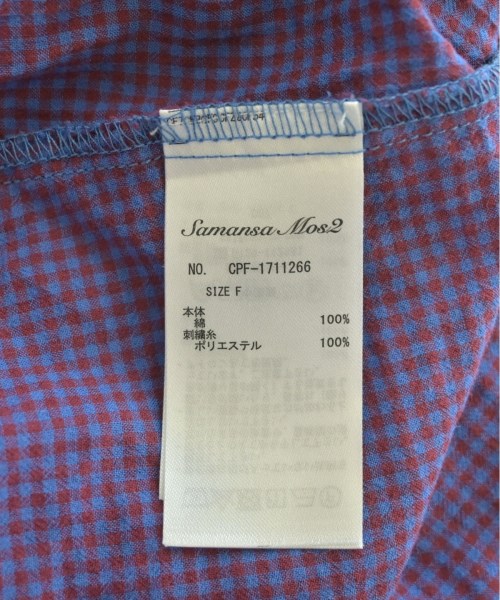 Samansa Mos2
NO. CPF-1711266
SIZE F
本体
綿 100%
刺繍糸
ポリエステル 100%